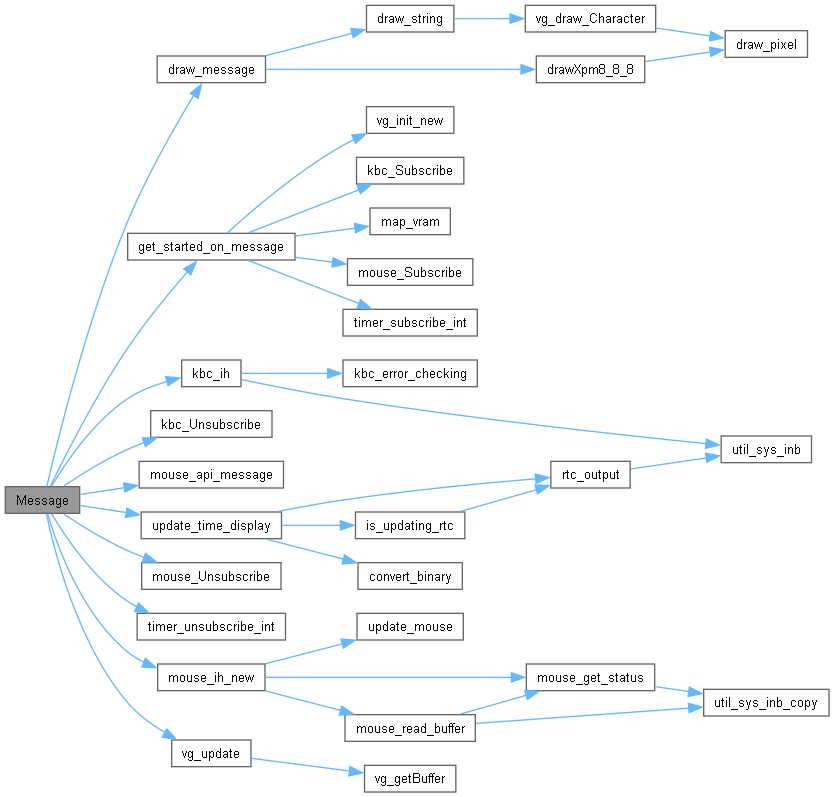 draw_string
vg_draw_Character
draw_pixel
draw_message
drawXpm8_8_8
vg_init_new
kbc_Subscribe
map_vram
get_started_on_message
mouse_Subscribe
timer_subscribe_int
kbc_ih
kbc_error_checking
kbc_Unsubscribe
util_sys_inb
mouse_api_message
rtc_output
Message
update_time_display
is_updating_rtc
mouse_Unsubscribe
convert_binary
timer_unsubscribe_int
update_mouse
mouse_ih_new
mouse_get_status
util_sys_inb_copy
mouse_read_buffer
vg_update
vg_getBuffer